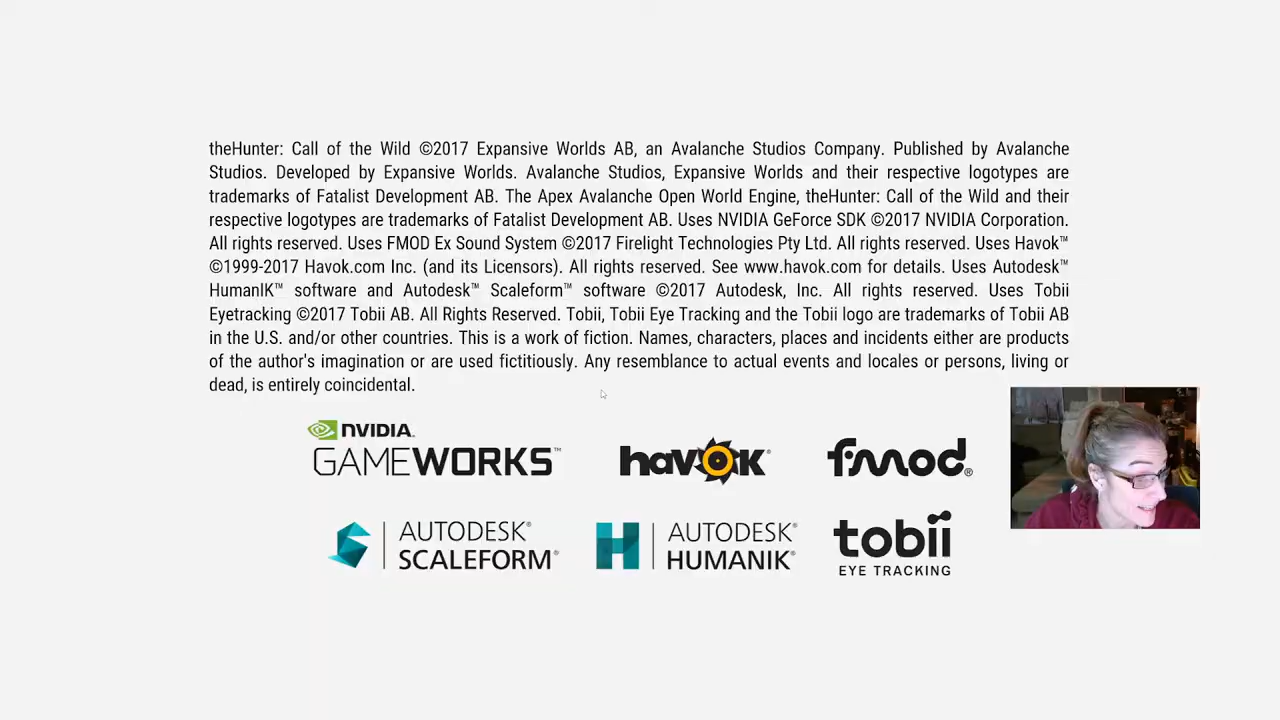 theHunter: Call of the Wild ©2017 Expansive Worlds AB, an Avalanche Studios Company. Published by Avalanche
Studios. Developed by Expansive Worlds. Avalanche Studios, Expansive Worlds and their respective logotypes are
trademarks of Fatalist Development AB. The Apex Avalanche Open World Engine, theHunter: Call of the Wild and their
respective logotypes are trademarks of Fatalist Development AB. Uses NVIDIA GeForce SDK ©2017 NVIDIA Corporation.
All rights reserved. Uses FMOD Ex Sound System ©2017 Firelight Technologies Pty Ltd. All rights reserved. Uses Havok™
©1999-2017 Havok.com Inc. (and its Licensors). All rights reserved. See www.havok.com for details. Uses Autodesk™
HumanIK™ software and Autodesk™ Scaleform™ software ©2017 Autodesk, Inc. All rights reserved. Uses Tobii
Eyetracking ©2017 Tobii AB. All Rights Reserved. Tobii, Tobii Eye Tracking and the Tobii logo are trademarks of Tobii AB
in the U.S. and/or other countries. This is a work of fiction. Names, characters, places and incidents either are products
of the author's imagination or are used fictitiously. Any resemblance to actual events and locales or persons, living or
dead, is entirely coincidental.
NVIDIA.
GAMEWORKS™
havok®
fmod®
AUTODESK®
SCALEFORM®
AUTODESK®
HUMANIK®
tobii
EYE TRACKING